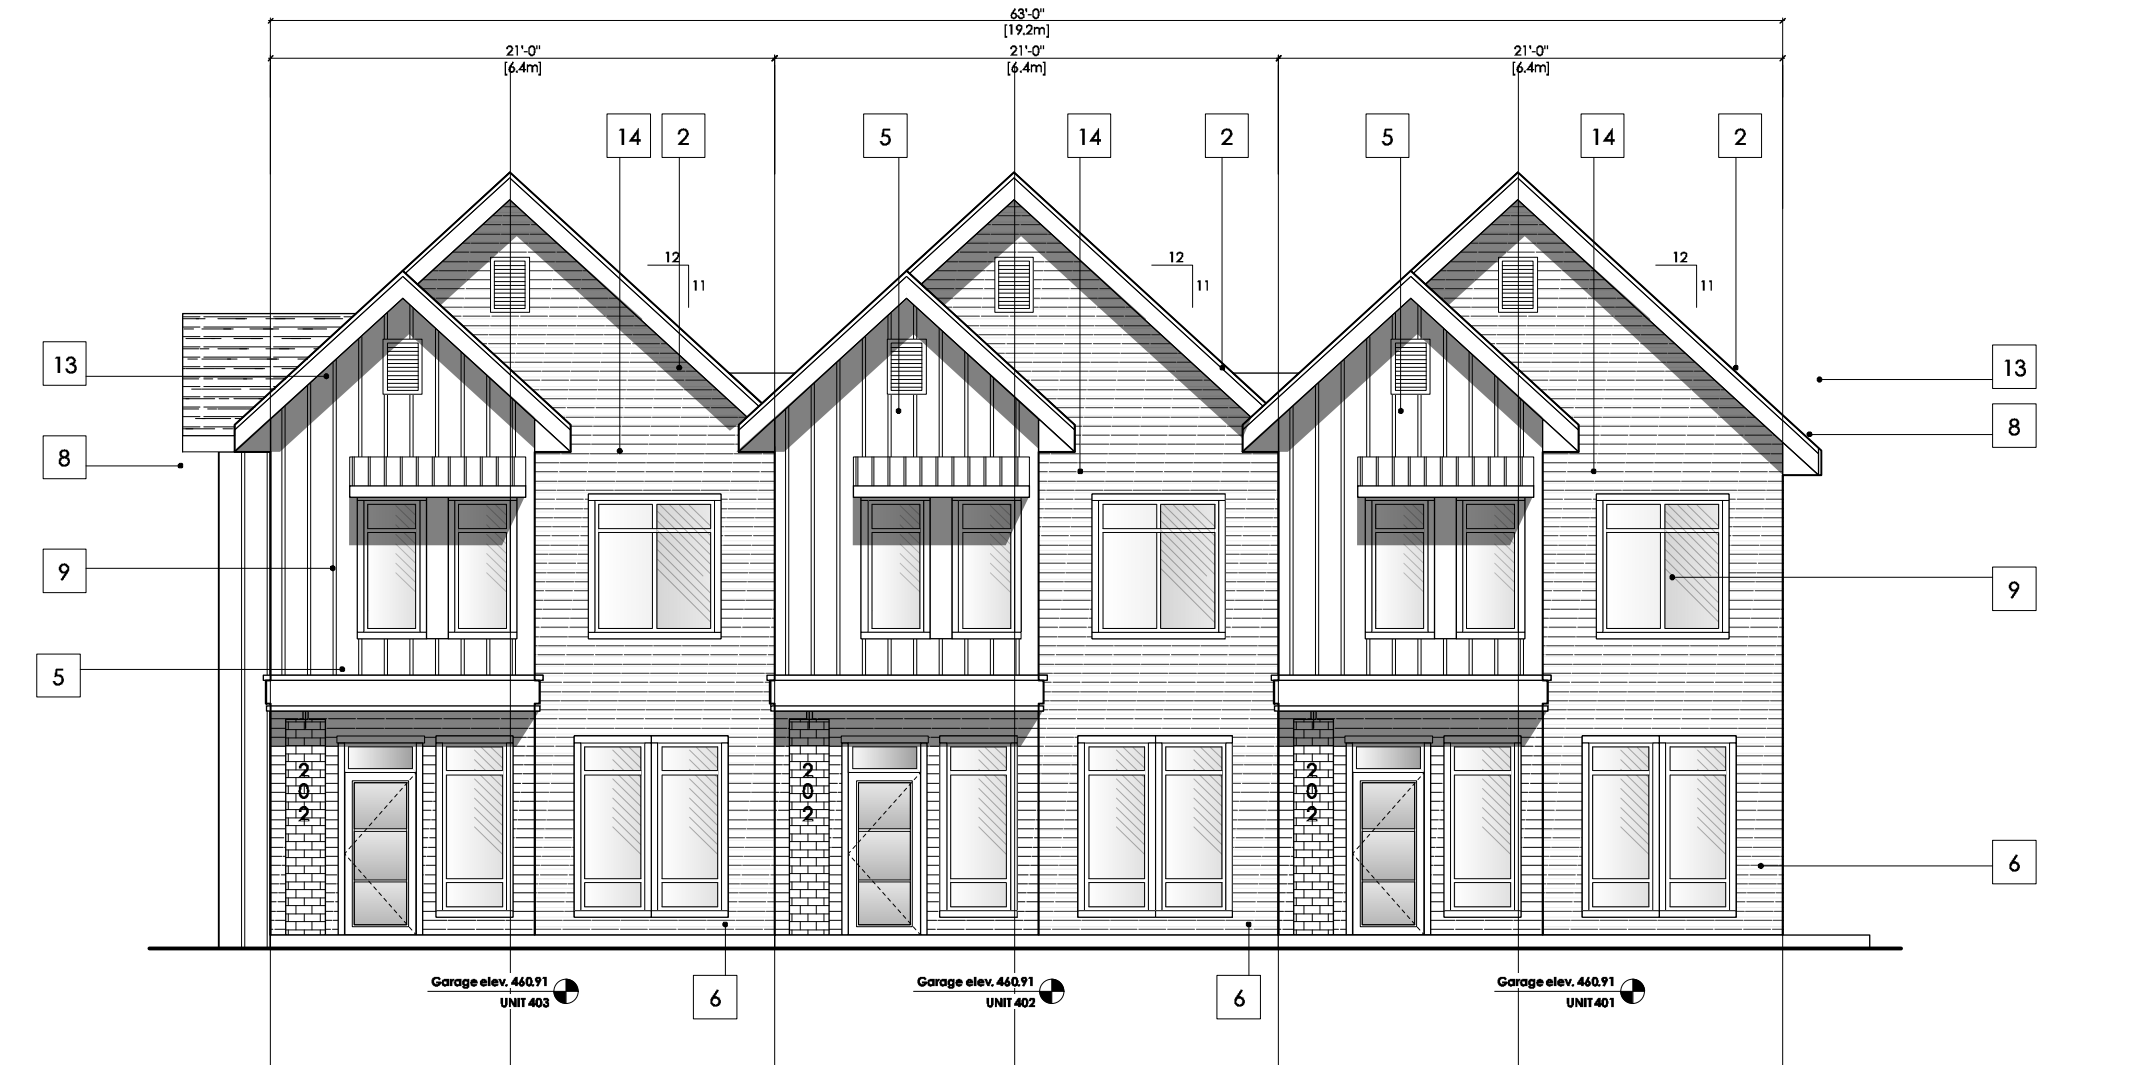 63'-0"
[19.2m]
21'-0" 21'-0" 21'-0"
[6.4m] [6.4m] [6.4m]
14 2 5 14 2 5 14 2
12 12 12
11 11 11
13 13
8 8
9 9
5
2 2 2
0 0 0
2 2 2
6
Garage elev. 460.91 Garage elev. 460.91 Garage elev. 460.91
UNIT 403 UNIT 402 UNIT 401
6 6